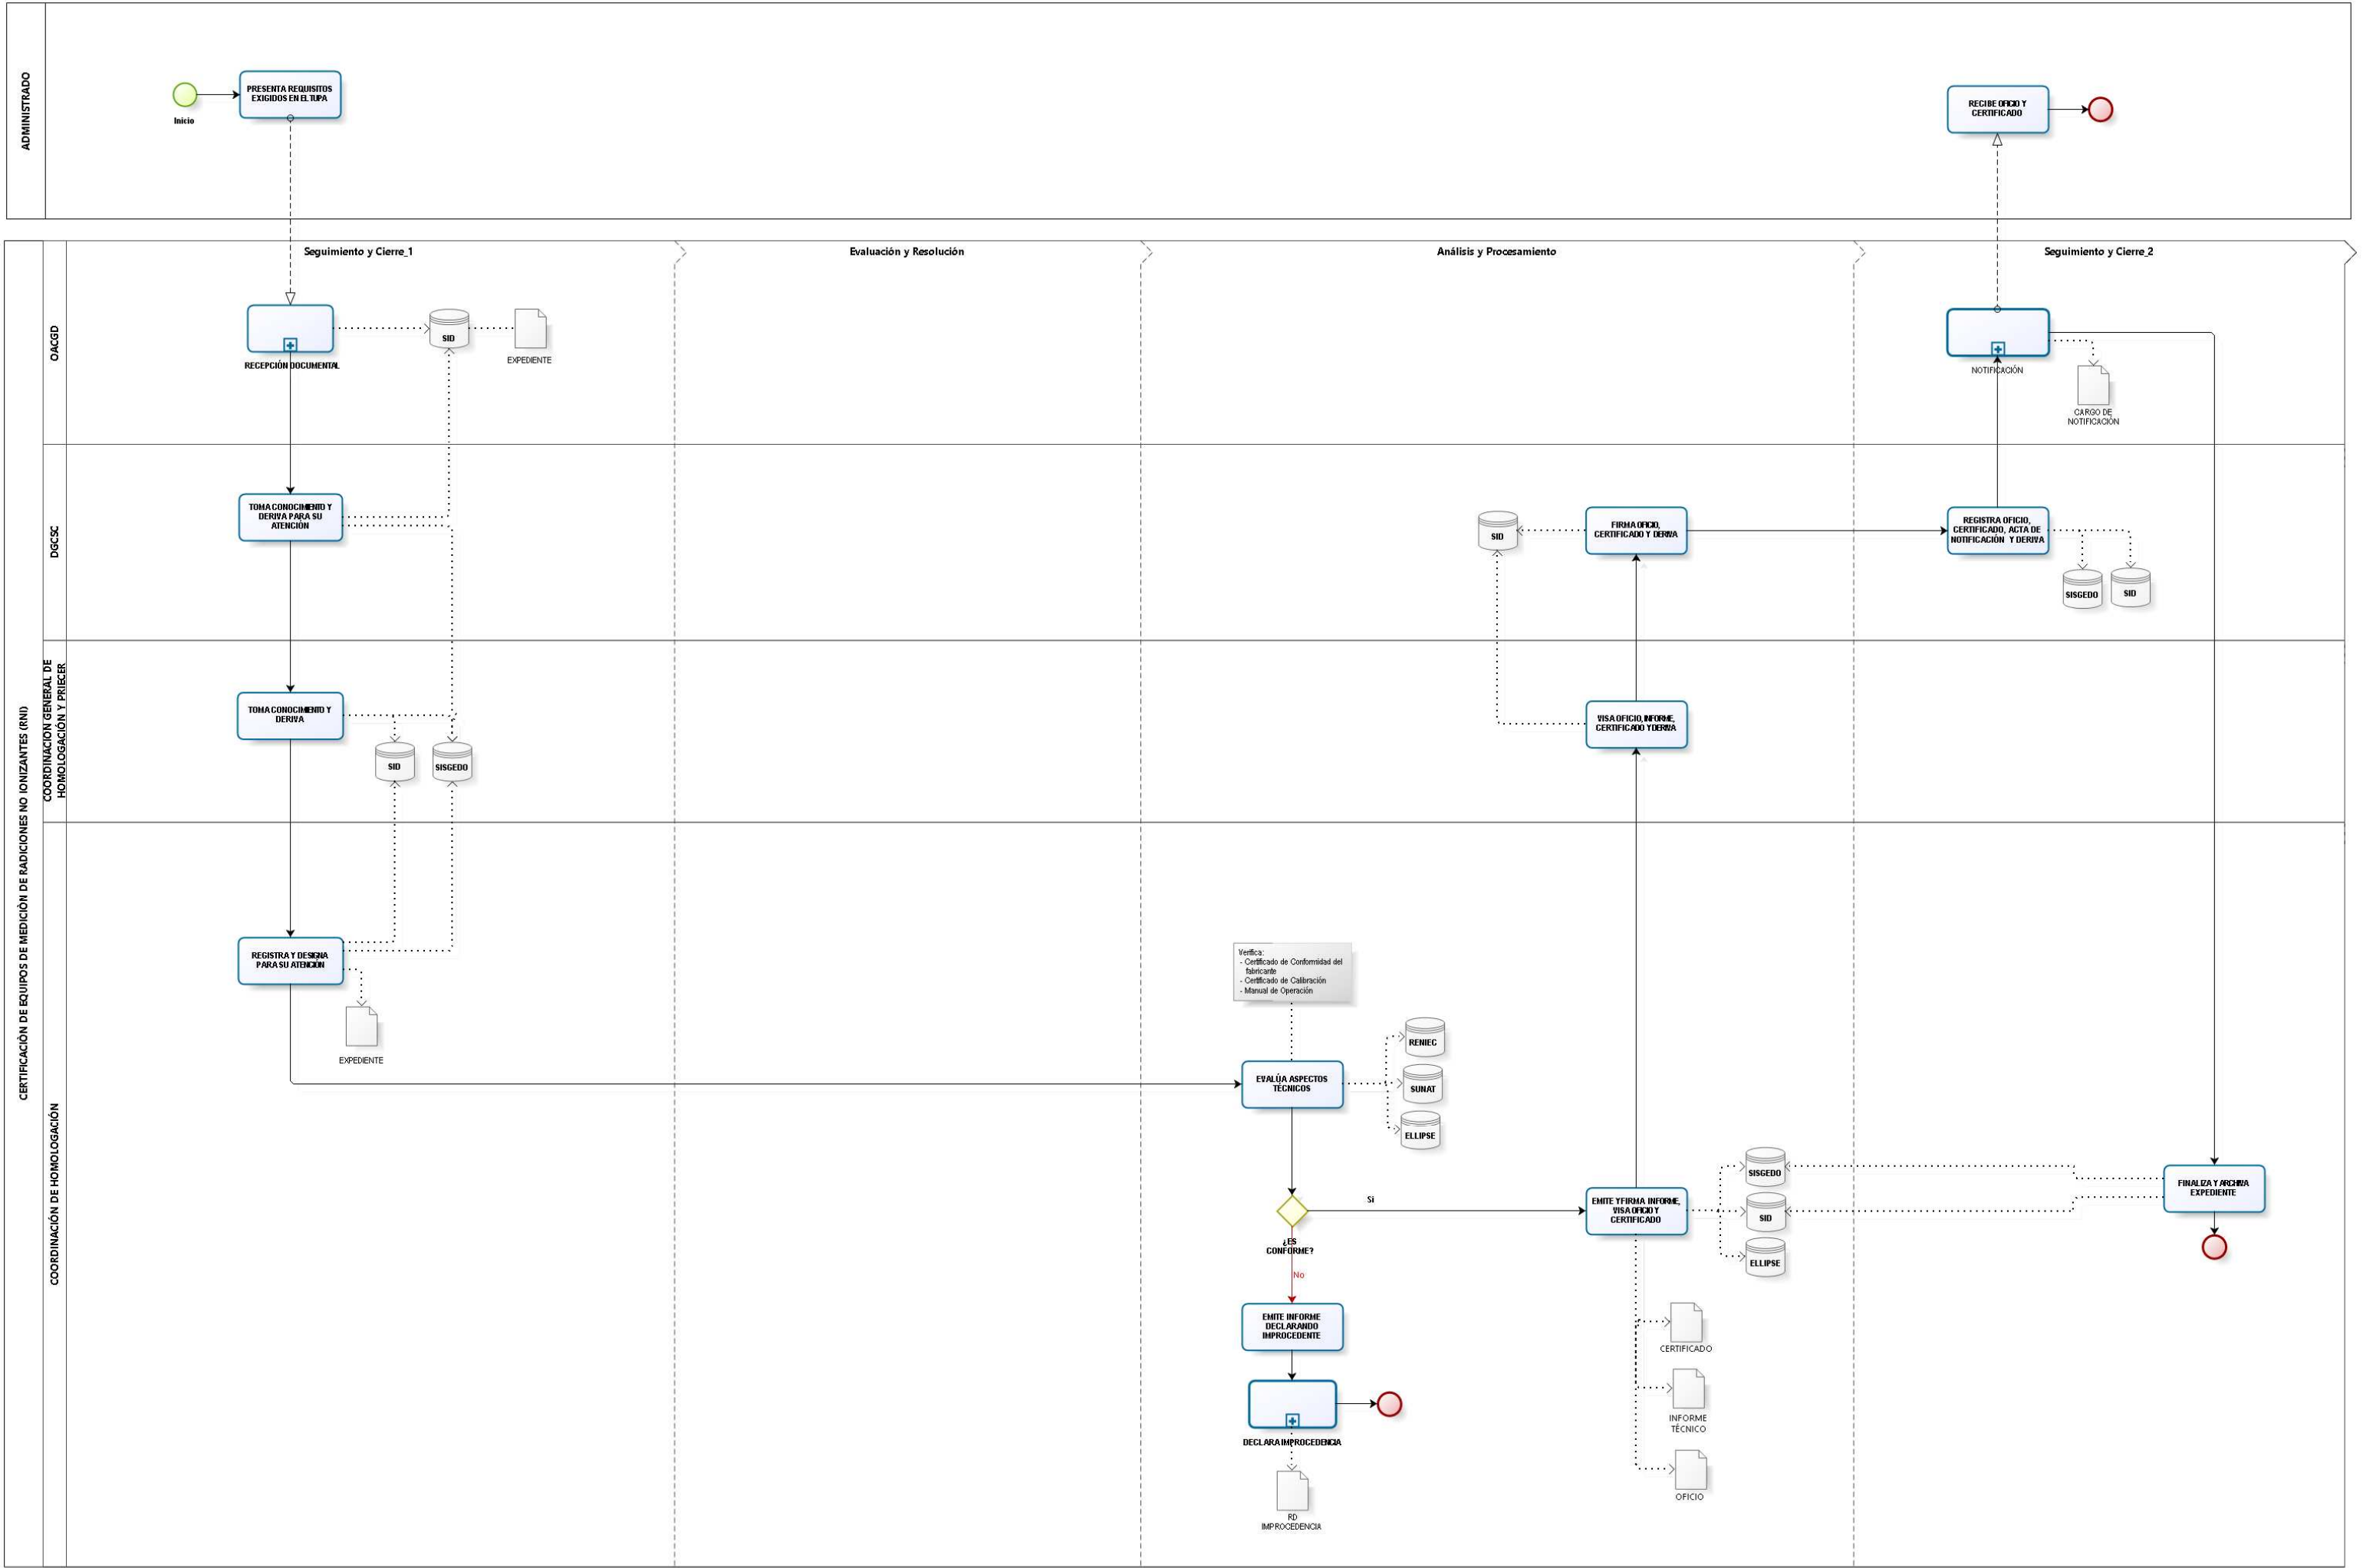 ADMINISTRADO
Inicio
PRESENTA REQUISITOS
EXIGIDOS EN EL TUPA
RECIBE OFICIO Y
CERTIFICADO
CERTIFICACIÓN DE EQUIPOS DE MEDICIÓN DE RADICIONES NO IONIZANTES (RNI)
Seguimiento y Cierre_1
Evaluación y Resolución
Análisis y Procesamiento
Seguimiento y Cierre_2
OACGD
RECEPCIÓN DOCUMENTAL
SID
EXPEDIENTE
NOTIFICACIÓN
CARGO DE
NOTIFICACIÓN
DGCSC
TOMA CONOCIMIENTO Y
DERIVA PARA SU
ATENCIÓN
SID
FIRMA OFICIO,
CERTIFICADO Y DERIVA
REGISTRA OFICIO,
CERTIFICADO, ACTA DE
NOTIFICACIÓN Y DERIVA
SISGEDO
SID
COORDINACION GENERAL DE
HOMOLOGACIÓN Y PRIECER
TOMA CONOCIMIENTO Y
DERIVA
SID
SISGEDO
VISA OFICIO, INFORME,
CERTIFICADO Y DERIVA
COORDINACIÓN DE HOMOLOGACIÓN
REGISTRA Y DESIGNA
PARA SU ATENCIÓN
EXPEDIENTE
Verifica:
- Certificado de Conformidad del
fabricante
- Certificado de Calibración
- Manual de Operación
EVALÚA ASPECTOS
TÉCNICOS
RENIEC
SUNAT
ELLIPSE
¿ES
CONFORME?
Si
No
EMITE Y FIRMA INFORME,
VISA OFICIO Y
CERTIFICADO
SISGEDO
SID
ELLIPSE
FINALIZA Y ARCHIVA
EXPEDIENTE
EMITE INFORME
DECLARANDO
IMPROCEDENTE
DECLARA IMPROCEDENCIA
RD
IMPROCEDENCIA
CERTIFICADO
INFORME
TÉCNICO
OFICIO